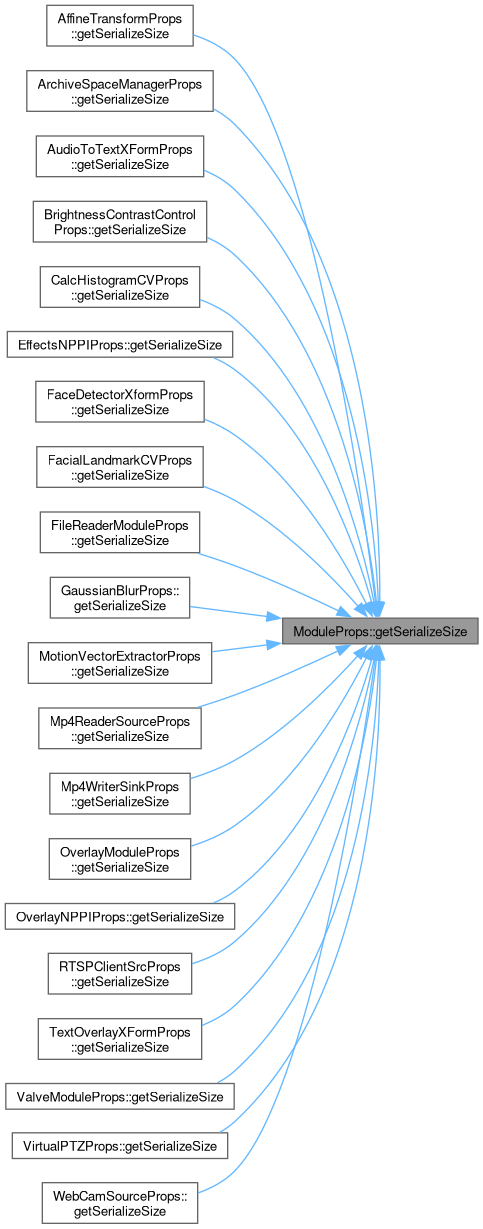 AffineTransformProps
::getSerializeSize
ArchiveSpaceManagerProps
::getSerializeSize
AudioToTextXFormProps
::getSerializeSize
BrightnessContrastControl
Props::getSerializeSize
CalcHistogramCVProps
::getSerializeSize
EffectsNPPIProps::getSerializeSize
FaceDetectorXformProps
::getSerializeSize
FacialLandmarkCVProps
::getSerializeSize
FileReaderModuleProps
::getSerializeSize
GaussianBlurProps::
getSerializeSize
ModuleProps::getSerializeSize
MotionVectorExtractorProps
::getSerializeSize
Mp4ReaderSourceProps
::getSerializeSize
Mp4WriterSinkProps
::getSerializeSize
OverlayModuleProps
::getSerializeSize
OverlayNPPIProps::getSerializeSize
RTSPClientSrcProps
::getSerializeSize
TextOverlayXFormProps
::getSerializeSize
ValveModuleProps::getSerializeSize
VirtualPTZProps::getSerializeSize
WebCamSourceProps::
getSerializeSize